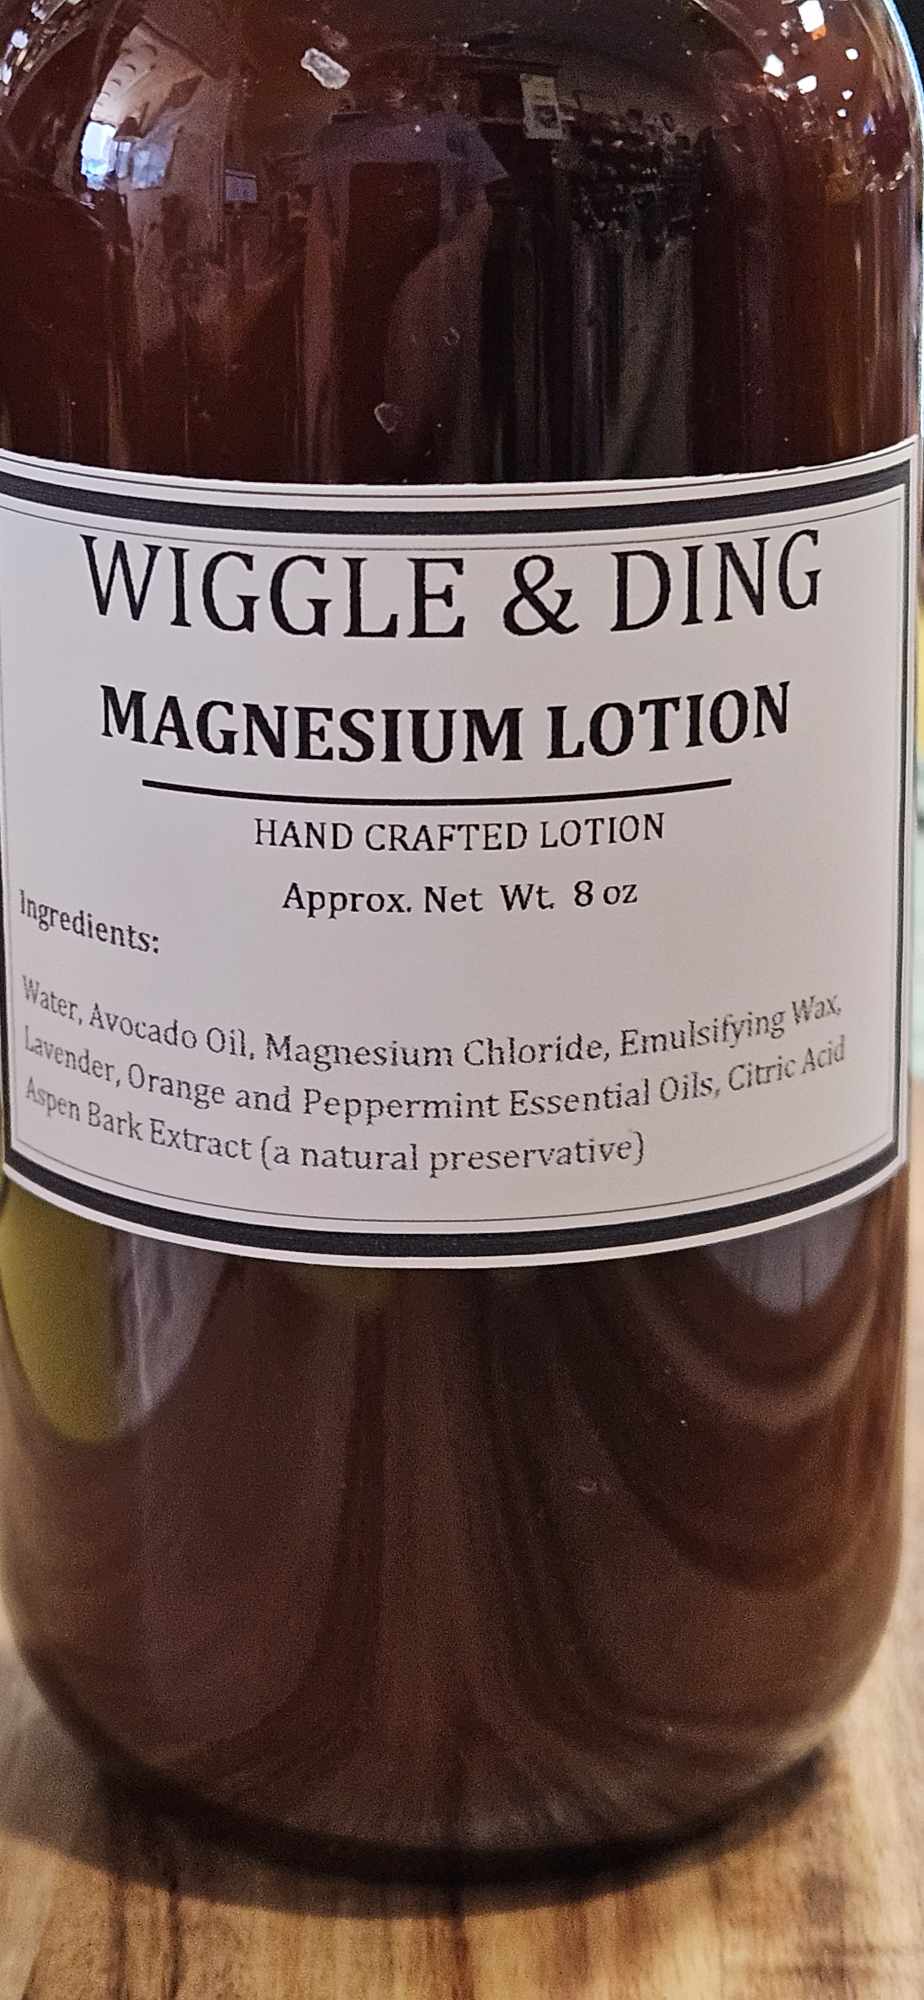 WIGGLE & DING
MAGNESIUM LOTION
HAND CRAFTED LOTION
Approx. Net Wt. 8 oz
Ingredients:
Water, Avocado Oil, Magnesium Chloride, Emulsifying Wax,
Lavender, Orange and Peppermint Essential Oils, Citric Acid
Aspen Bark Extract (a natural preservative)